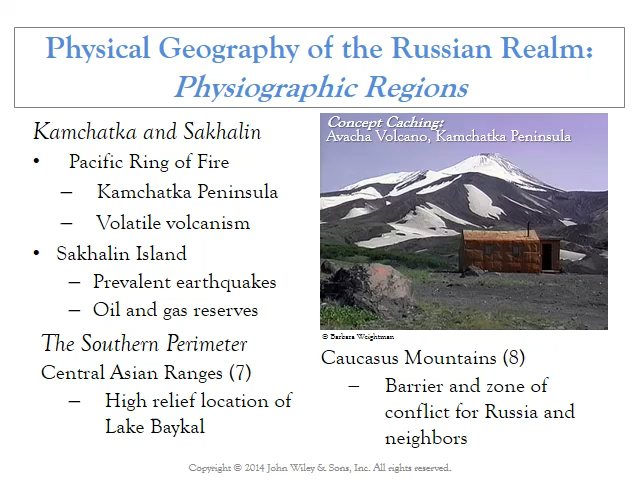 Physical Geography of the Russian Realm:
Physiographic Regions
Kamchatka and Sakhalin
• Pacific Ring of Fire
– Kamchatka Peninsula
– Volatile volcanism
• Sakhalin Island
– Prevalent earthquakes
– Oil and gas reserves
The Southern Perimeter
Central Asian Ranges (7)
– High relief location of
Lake Baykal
Concept Caching:
Avacha Volcano, Kamchatka Peninsula
© Barbara Weightman
Caucasus Mountains (8)
– Barrier and zone of
conflict for Russia and
neighbors
Copyright © 2014 John Wiley & Sons, Inc. All rights reserved.